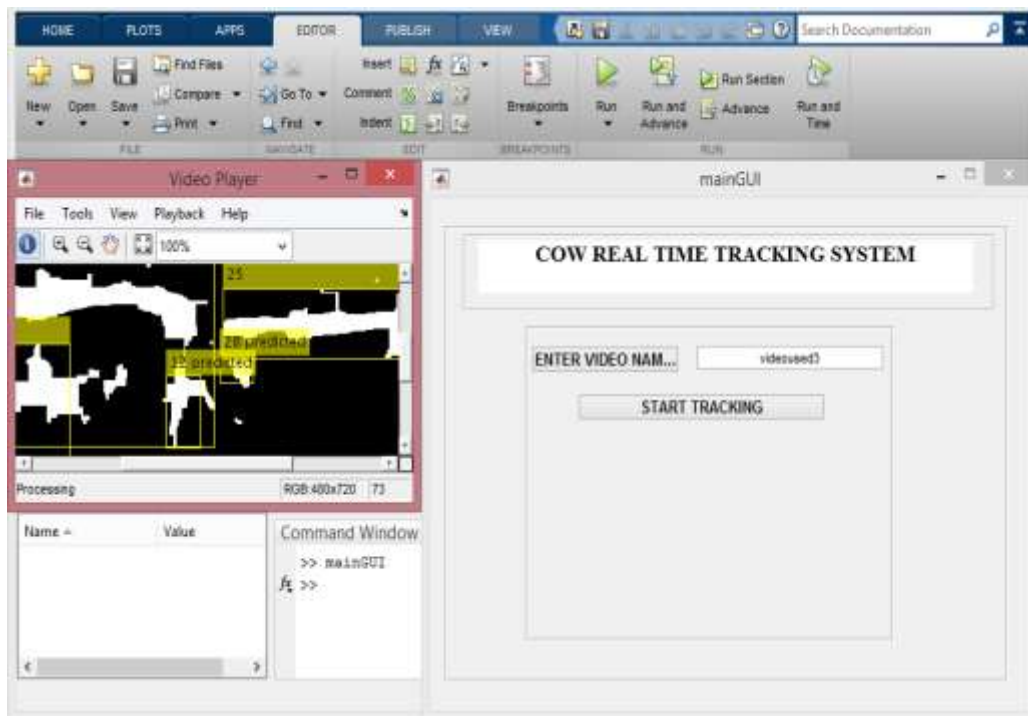 HOME PLOTS APPS EDITOR PUBLISH VIEW Search Documentation
Find Files Insert fx
New Open Save Compare Go To Comment Breakpoints Run Run and Advance Run Section Advance Run and Time
Print Find Indent
FILE NAVIGATE EDIT BREAKPOINTS RUN
Video Player
File Tools View Playback Help
100%
25
28 predicted
12 predicted
Processing RGB:480x720 73
Name Value
Command Window
>> mainGUI
fx >>
mainGUI
COW REAL TIME TRACKING SYSTEM
ENTER VIDEO NAM... videoused3
START TRACKING